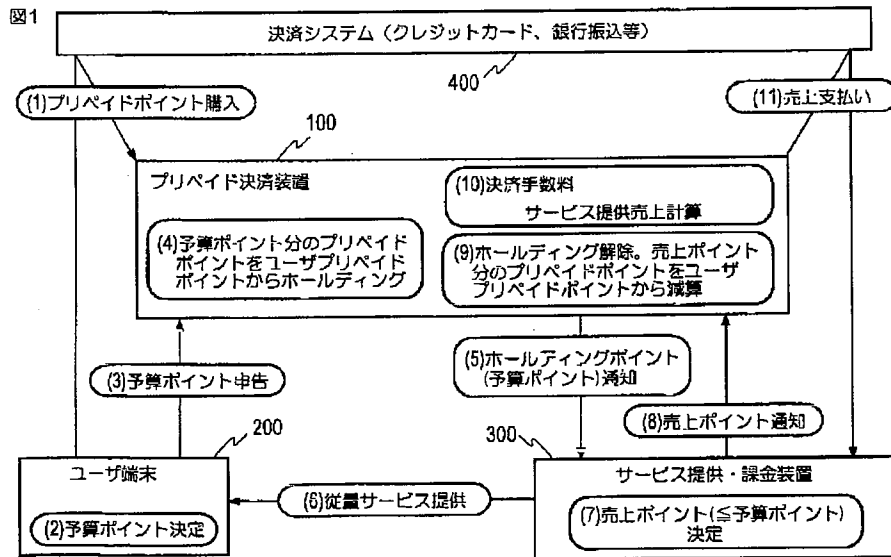 図1
決済システム(クレジットカード、銀行振込等)
400
(1)プリペイドポイント購入
(11)売上支払い
100
プリペイド決済装置
(10)決済手数料
サービス提供売上計算
(4)予算ポイント分のプリペイド
ポイントをユーザプリペイド
ポイントからホールディング
(9)ホールディング解除。売上ポイント
分のプリペイドポイントをユーザ
プリペイドポイントから減算
(3)予算ポイント申告
(5)ホールディングポイント
(予算ポイント)通知
(8)売上ポイント通知
200
300
ユーザ端末
(2)予算ポイント決定
(6)従量サービス提供
サービス提供・課金装置
(7)売上ポイント(≦予算ポイント)
決定